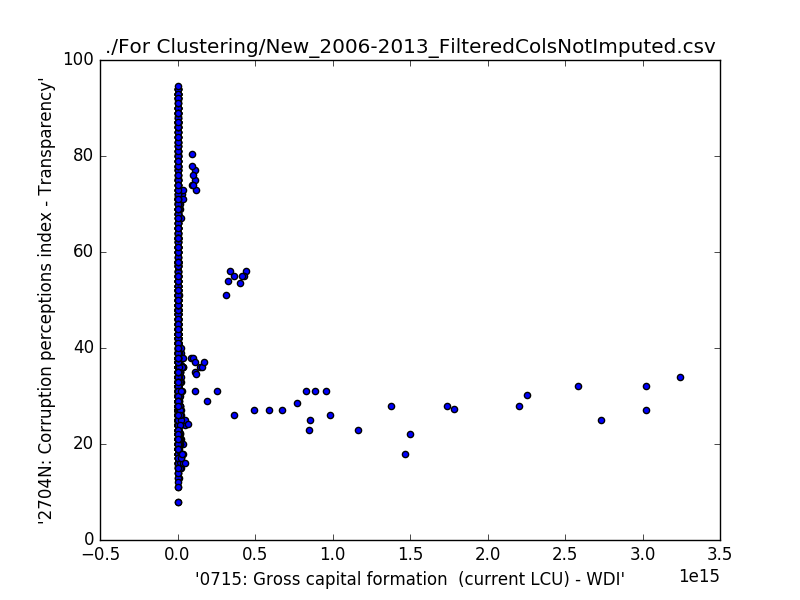 ./For Clustering/New_2006-2013_FilteredColsNotImputed.csv
'2704N: Corruption perceptions index - Transparency'
100
80
60
40
20
0
−0.5 0.0 0.5 1.0 1.5 2.0 2.5 3.0 3.5
1e15
'0715: Gross capital formation  (current LCU) - WDI'